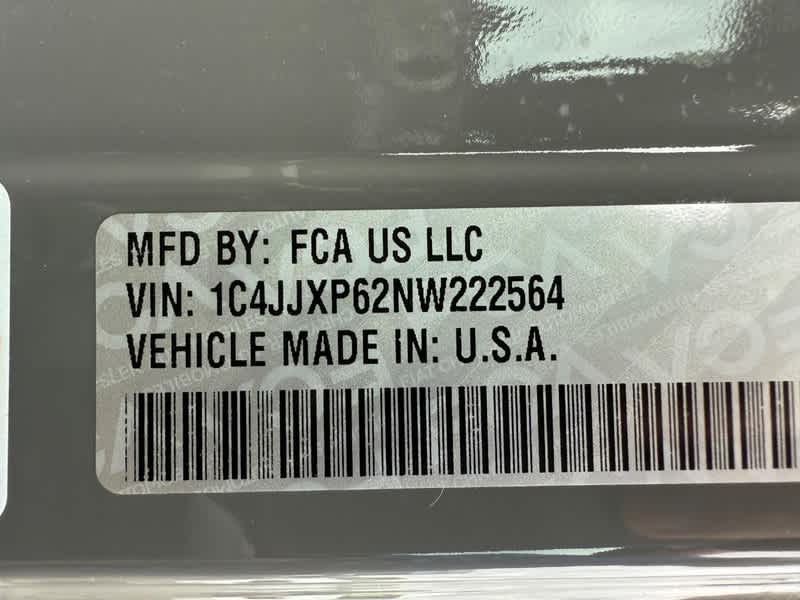 MFD BY: FCA US LLC
VIN: 1C4JJXP62NW222564
VEHICLE MADE IN: U.S.A.